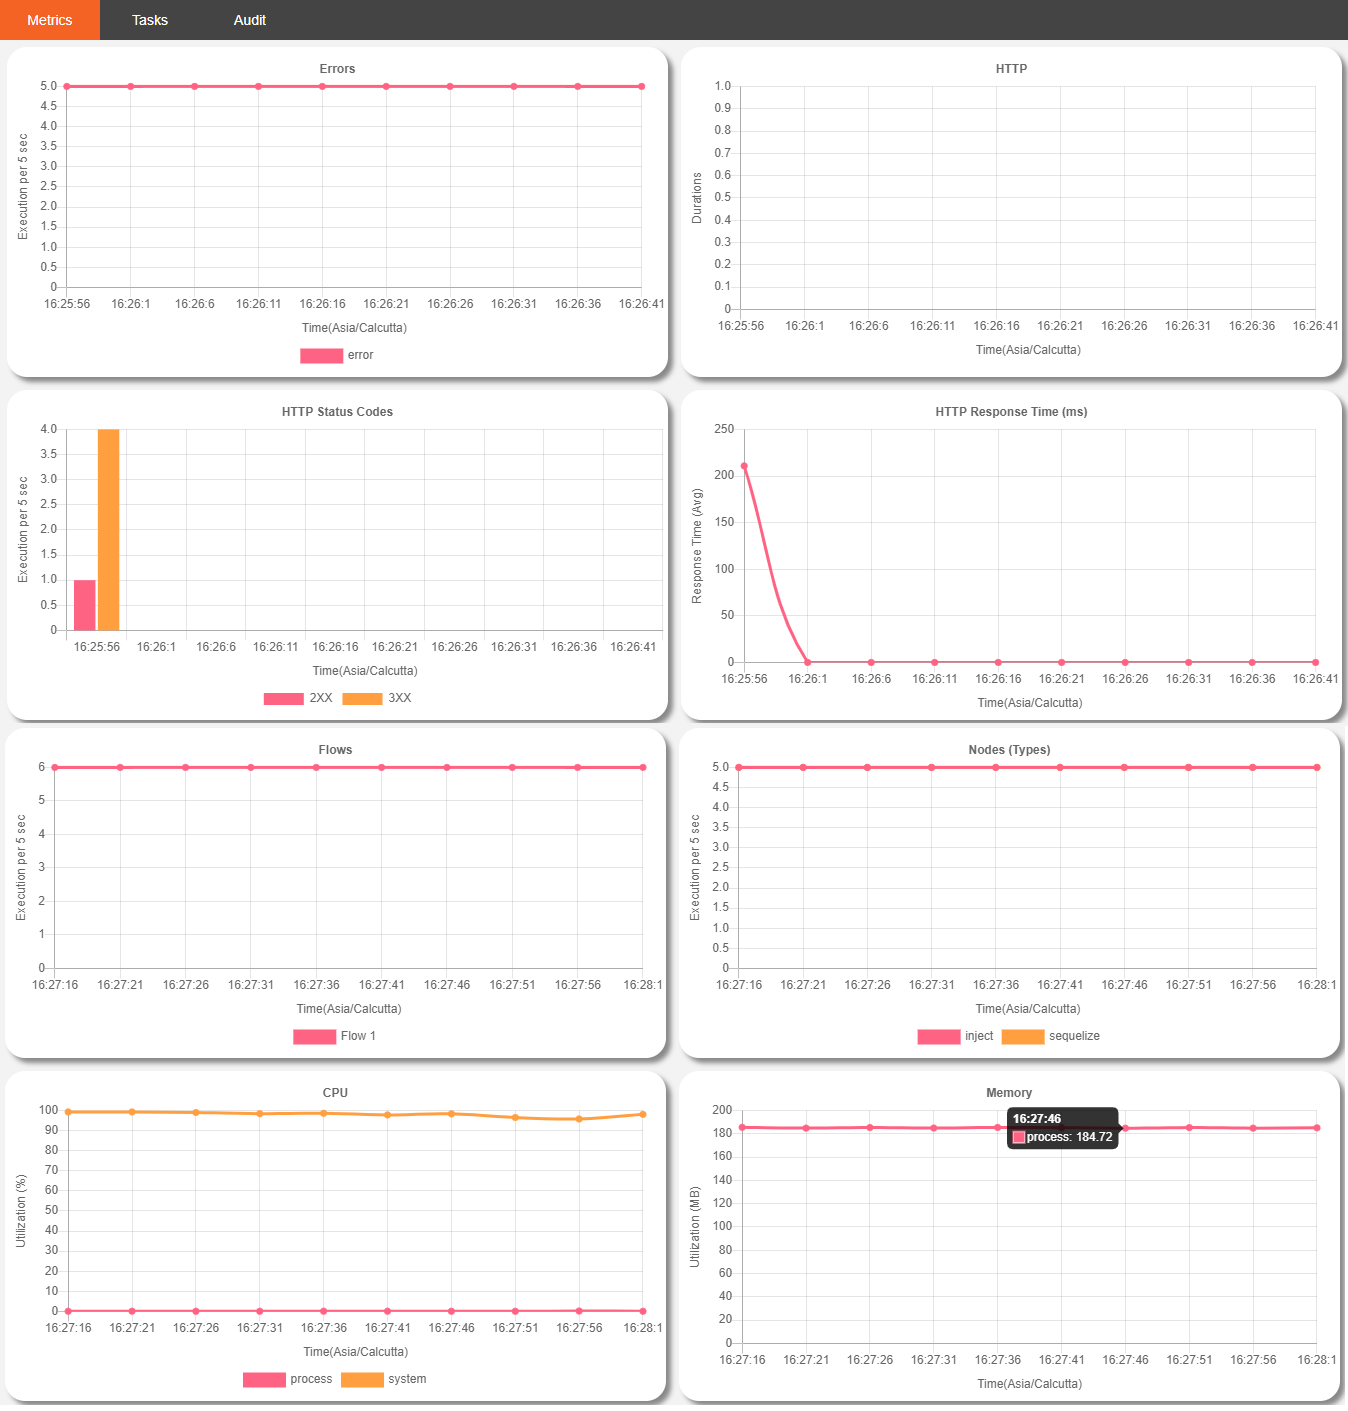 Metrics Tasks Audit
Errors
Execution per 5 sec
5.0
4.5
4.0
3.5
3.0
2.5
2.0
1.5
1.0
0.5
0
16:25:56 16:26:1 16:26:6 16:26:11 16:26:16 16:26:21 16:26:26 16:26:31 16:26:36 16:26:41
Time(Asia/Calcutta)
error
HTTP
Durations
1.0
0.9
0.8
0.7
0.6
0.5
0.4
0.3
0.2
0.1
0
16:25:56 16:26:1 16:26:6 16:26:11 16:26:16 16:26:21 16:26:26 16:26:31 16:26:36 16:26:41
Time(Asia/Calcutta)
HTTP Status Codes
Execution per 5 sec
4.0
3.5
3.0
2.5
2.0
1.5
1.0
0.5
0
16:25:56 16:26:1 16:26:6 16:26:11 16:26:16 16:26:21 16:26:26 16:26:31 16:26:36 16:26:41
Time(Asia/Calcutta)
2XX 3XX
HTTP Response Time (ms)
Response Time (Avg)
250
200
150
100
50
0
16:25:56 16:26:1 16:26:6 16:26:11 16:26:16 16:26:21 16:26:26 16:26:31 16:26:36 16:26:41
Time(Asia/Calcutta)
Flows
Execution per 5 sec
6
5
4
3
2
1
0
16:27:16 16:27:21 16:27:26 16:27:31 16:27:36 16:27:41 16:27:46 16:27:51 16:27:56 16:28:1
Time(Asia/Calcutta)
Flow 1
Nodes (Types)
Execution per 5 sec
5.0
4.5
4.0
3.5
3.0
2.5
2.0
1.5
1.0
0.5
0
16:27:16 16:27:21 16:27:26 16:27:31 16:27:36 16:27:41 16:27:46 16:27:51 16:27:56 16:28:1
Time(Asia/Calcutta)
inject sequelize
CPU
Utilization (%)
100
90
80
70
60
50
40
30
20
10
0
16:27:16 16:27:21 16:27:26 16:27:31 16:27:36 16:27:41 16:27:46 16:27:51 16:27:56 16:28:1
Time(Asia/Calcutta)
process system
Memory
Utilization (MB)
200
180
160
140
120
100
80
60
40
20
0
16:27:46
process: 184.72
16:27:16 16:27:21 16:27:26 16:27:31 16:27:36 16:27:41 16:27:46 16:27:51 16:27:56 16:28:1
Time(Asia/Calcutta)